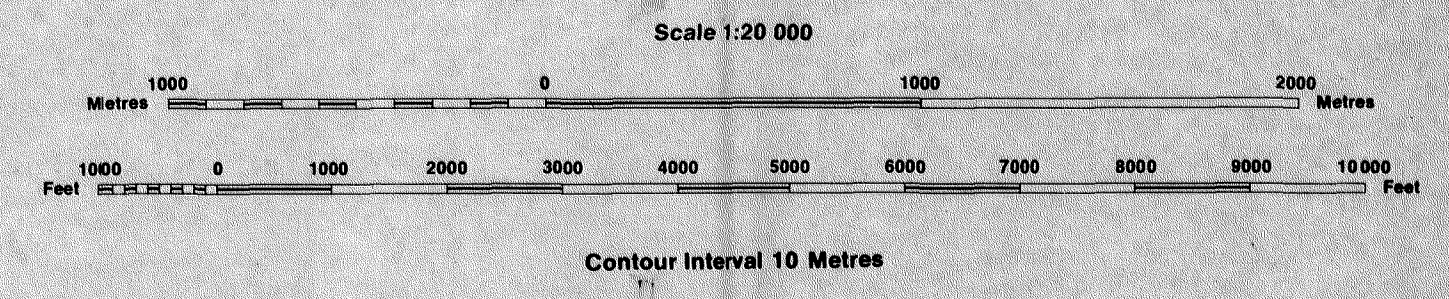 Scale 1:20 000
1000 0 1000 2000
Metres Metres
1000 0 1000 2000 3000 4000 5000 6000 7000 8000 9000 10 000
Feet Feet
Contour Interval 10 Metres